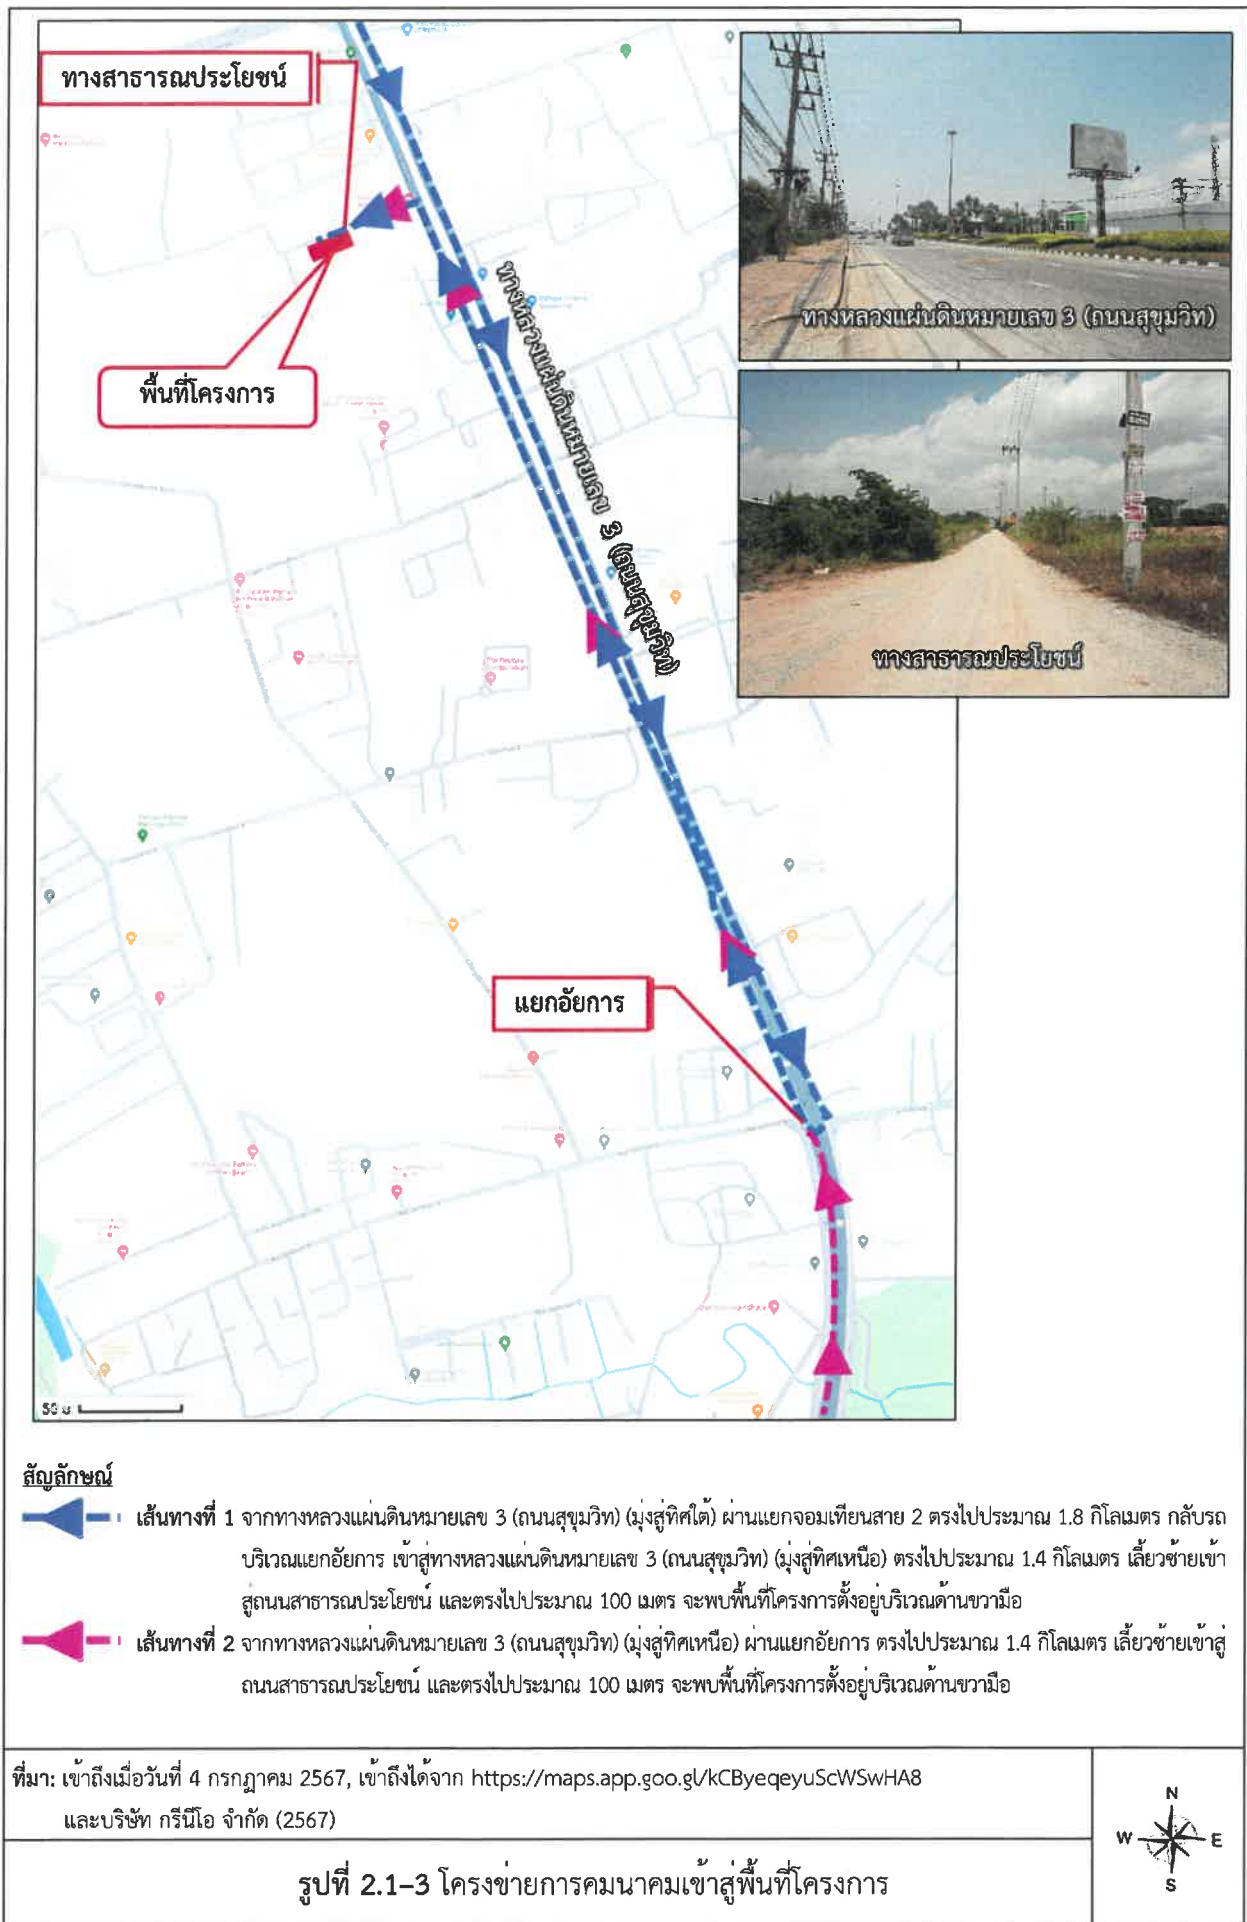 ทางสาธารณประโยชน์
พื้นที่โครงการ
ทางหลวงแผ่นดินหมายเลข 3 (ถนนสุขุมวิท)
ทางหลวงแผ่นดินหมายเลข 3 (ถนนสุขุมวิท)
ทางสาธารณประโยชน์
แยกอัยการ
สัญลักษณ์
เส้นทางที่ 1 จากทางหลวงแผ่นดินหมายเลข 3 (ถนนสุขุมวิท) (มุ่งสู่ทิศใต้) ผ่านแยกจอมเทียนสาย 2 ตรงไปประมาณ 1.8 กิโลเมตร กลับรถ
บริเวณแยกอัยการ เข้าสู่ทางหลวงแผ่นดินหมายเลข 3 (ถนนสุขุมวิท) (มุ่งสู่ทิศเหนือ) ตรงไปประมาณ 1.4 กิโลเมตร เลี้ยวซ้ายเข้า
สู่ถนนสาธารณประโยชน์ และตรงไปประมาณ 100 เมตร จะพบพื้นที่โครงการตั้งอยู่บริเวณด้านขวามือ
เส้นทางที่ 2 จากทางหลวงแผ่นดินหมายเลข 3 (ถนนสุขุมวิท) (มุ่งสู่ทิศเหนือ) ผ่านแยกอัยการ ตรงไปประมาณ 1.4 กิโลเมตร เลี้ยวซ้ายเข้าสู่
ถนนสาธารณประโยชน์ และตรงไปประมาณ 100 เมตร จะพบพื้นที่โครงการตั้งอยู่บริเวณด้านขวามือ
ที่มา: เข้าถึงเมื่อวันที่ 4 กรกฎาคม 2567, เข้าถึงได้จาก https://maps.app.goo.gl/kCByeqeyuScWSwHA8
และบริษัท กรีนีโอ จำกัด (2567)
N
W E
S
รูปที่ 2.1–3 โครงข่ายการคมนาคมเข้าสู่พื้นที่โครงการ